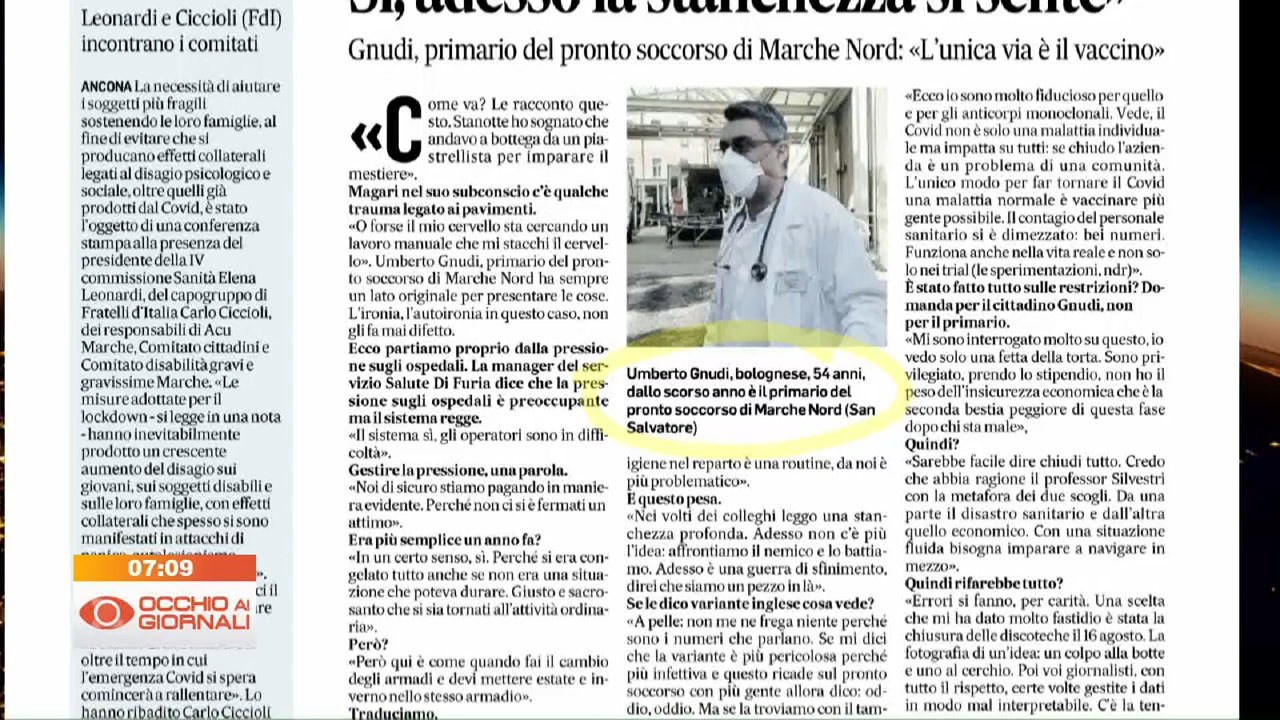 Leonardi e Ciccioli (FdI)
incontrano i comitati
ANCONA La necessità di aiutare
i soggetti più fragili
sostenendo le loro famiglie, al
fine di evitare che si
producano effetti collaterali
legati al disagio psicologico e
sociale, oltre quelli già
prodotti dal Covid, è stato
l'oggetto di una conferenza
stampa alla presenza del
presidente della IV
commissione Sanità Elena
Leonardi, del capogruppo di
Fratelli d'Italia Carlo Ciccioli,
dei responsabili di Acu
Marche, Comitato cittadini e
Comitato disabilità gravi e
gravissime Marche. «Le
misure adottate per il
lockdown - si legge in una nota
- hanno inevitabilmente
prodotto un crescente
aumento del disagio sui
giovani, sui soggetti disabili e
sulle loro famiglie, con effetti
collaterali che spesso si sono
manifestati in attacchi di
».
ci il
re
oltre il tempo in cui
l'emergenza Covid si spera
comincerà a rallentare». Lo
hanno ribadito Carlo Ciccioli
07:09
OCCHIO AI
GIORNALI
Sì, adesso la stanchezza si sente»
Gnudi, primario del pronto soccorso di Marche Nord: «L'unica via è il vaccino»
«Come va? Le racconto que-
sto. Stanotte ho sognato che
andavo a bottega da un pia-
strellista per imparare il
mestiere».
Magari nel suo subconscio c'è qualche
trauma legato ai pavimenti.
«O forse il mio cervello sta cercando un
lavoro manuale che mi stacchi il cervel-
lo». Umberto Gnudi, primario del pron-
to soccorso di Marche Nord ha sempre
un lato originale per presentare le cose.
L'ironia, l'autoironia in questo caso, non
gli fa mai difetto.
Ecco partiamo proprio dalla pressio-
ne sugli ospedali. La manager del ser-
vizio Salute Di Furia dice che la pres-
sione sugli ospedali è preoccupante
ma il sistema regge.
«Il sistema sì, gli operatori sono in diffi-
coltà».
Gestire la pressione, una parola.
«Noi di sicuro stiamo pagando in manie-
ra evidente. Perché non ci si è fermati un
attimo».
Era più semplice un anno fa?
«In un certo senso, sì. Perché si era con-
gelato tutto anche se non era una situa-
zione che poteva durare. Giusto e sacro-
santo che si sia tornati all'attività ordina-
ria».
Però?
«Però qui è come quando fai il cambio
degli armadi e devi mettere estate e in-
verno nello stesso armadio».
Traduciamo.
Umberto Gnudi, bolognese, 54 anni,
dallo scorso anno è il primario del
pronto soccorso di Marche Nord (San
Salvatore)
igiene nel reparto è una routine, da noi è
più problematico».
E questo pesa.
«Nei volti dei colleghi leggo una stan-
chezza profonda. Adesso non c'è più
l'idea: affrontiamo il nemico e lo battia-
mo. Adesso è una guerra di sfinimento,
direi che siamo un pezzo in là».
Se le dico variante inglese cosa vede?
«A pelle: non me ne frega niente perché
sono i numeri che parlano. Se mi dici
che la variante è più pericolosa perché
più infettiva e questo ricade sul pronto
soccorso con più gente allora dico: od-
dio, oddio. Ma se la troviamo con il tam-
«Ecco io sono molto fiducioso per quello
e per gli anticorpi monoclonali. Vede, il
Covid non è solo una malattia individua-
le ma impatta su tutti: se chiudo l'azien-
da è un problema di una comunità.
L'unico modo per far tornare il Covid
una malattia normale è vaccinare più
gente possibile. Il contagio del personale
sanitario si è dimezzato: bei numeri.
Funziona anche nella vita reale e non so-
lo nei trial (le sperimentazioni, ndr)».
È stato fatto tutto sulle restrizioni? Do-
manda per il cittadino Gnudi, non
per il primario.
«Mi sono interrogato molto su questo, io
vedo solo una fetta della torta. Sono pri-
vilegiato, prendo lo stipendio, non ho il
peso dell'insicurezza economica che è la
seconda bestia peggiore di questa fase
dopo chi sta male»,
Quindi?
«Sarebbe facile dire chiudi tutto. Credo
che abbia ragione il professor Silvestri
con la metafora dei due scogli. Da una
parte il disastro sanitario e dall'altra
quello economico. Con una situazione
fluida bisogna imparare a navigare in
mezzo».
Quindi rifarebbe tutto?
«Errori si fanno, per carità. Una scelta
che mi ha dato molto fastidio è stata la
chiusura delle discoteche il 16 agosto. La
fotografia di un'idea: un colpo alla botte
e uno al cerchio. Poi voi giornalisti, con
tutto il rispetto, certe volte gestite i dati
in modo mal interpretabile. C'è la ten-